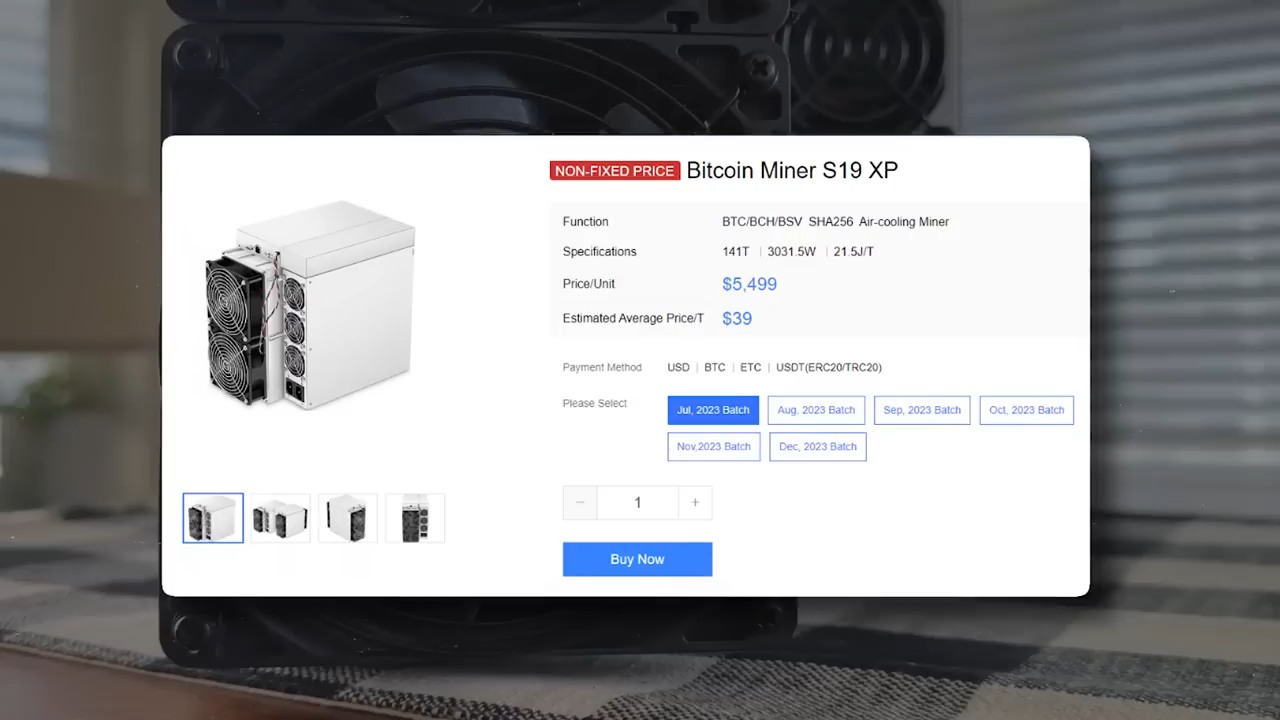 NON-FIXED PRICE Bitcoin Miner S19 XP
Function BTC/BCH/BSV SHA256 Air-cooling Miner
Specifications 141T | 3031.5W | 21.5J/T
Price/Unit $5,499
Estimated Average Price/T $39
Payment Method USD | BTC | ETC | USDT(ERC20/TRC20)
Please Select Jul, 2023 Batch Aug, 2023 Batch Sep, 2023 Batch Oct, 2023 Batch
Nov,2023 Batch Dec, 2023 Batch
− 1 +
Buy Now